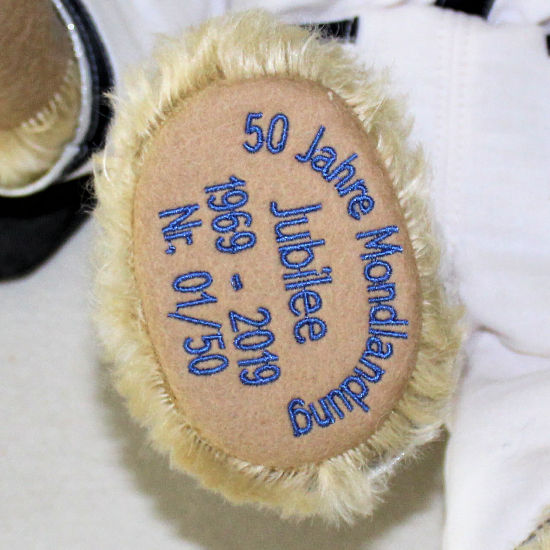 50 Jahre Mondlandung
Jubilee
1969 - 2019
Nr. 01/50